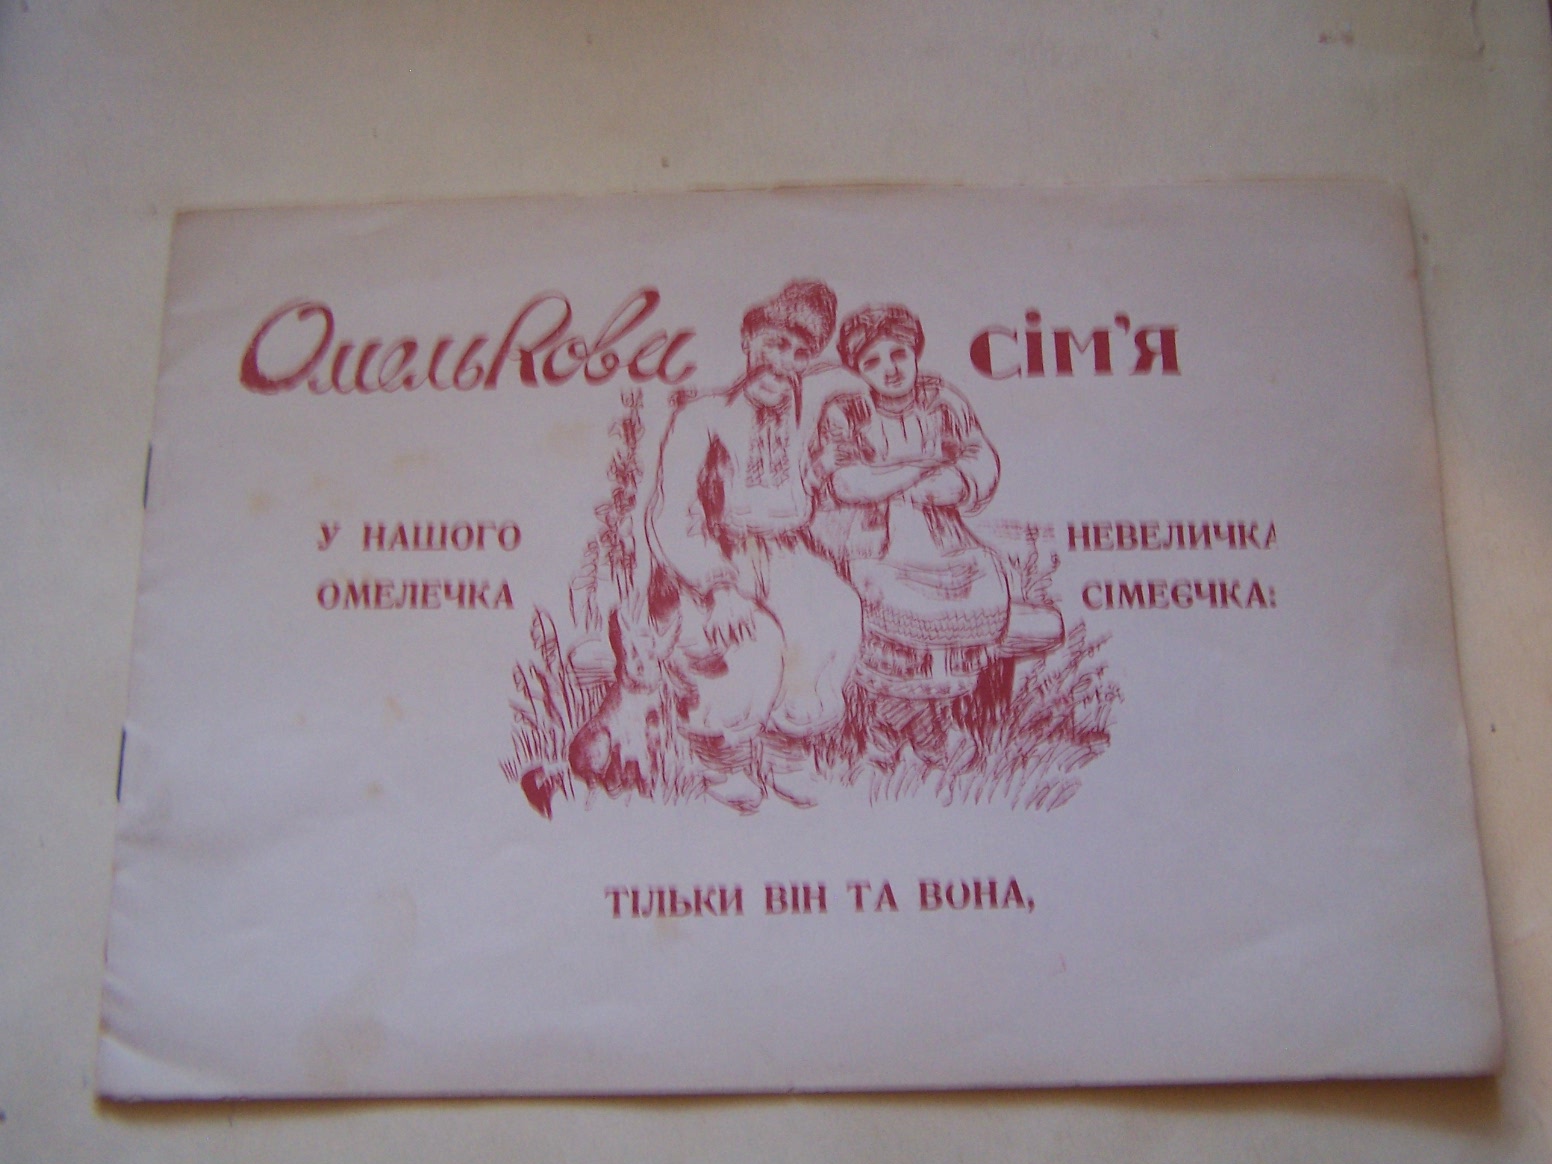 Омелькова сім'я
У НАШОГО НЕВЕЛИЧКА
ОМЕЛЕЧКА СІМЕЄЧКА:
ТІЛЬКИ ВІН ТА ВОНА,